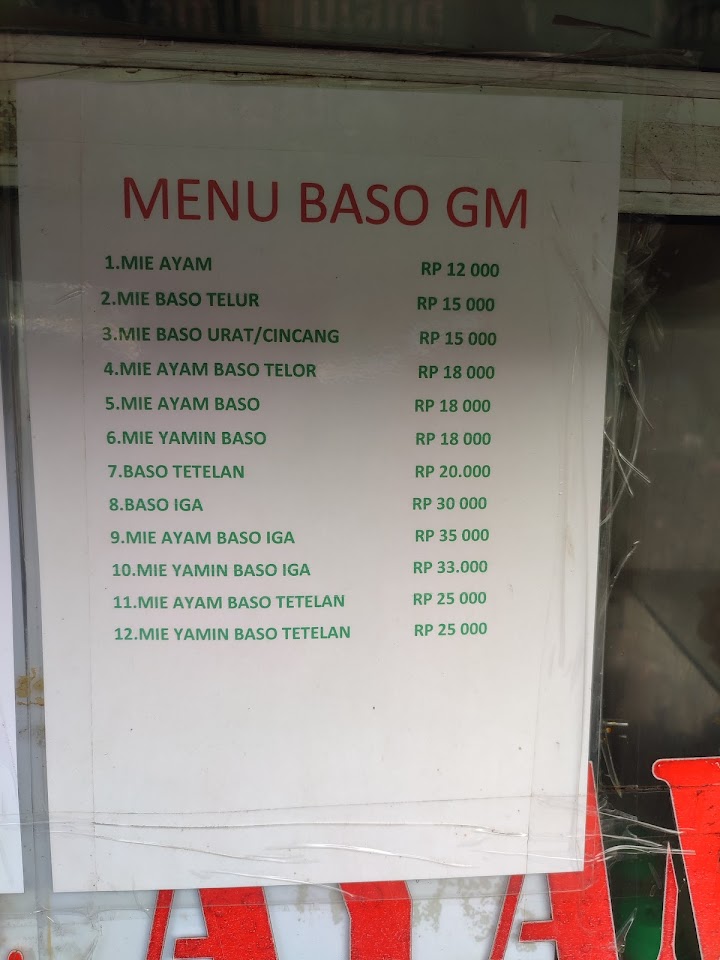 MENU BASO GM
1.MIE AYAM RP 12 000
2.MIE BASO TELUR RP 15 000
3.MIE BASO URAT/CINCANG RP 15 000
4.MIE AYAM BASO TELOR RP 18 000
5.MIE AYAM BASO RP 18 000
6.MIE YAMIN BASO RP 18 000
7.BASO TETELAN RP 20.000
8.BASO IGA RP 30 000
9.MIE AYAM BASO IGA RP 35 000
10.MIE YAMIN BASO IGA RP 33.000
11.MIE AYAM BASO TETELAN RP 25 000
12.MIE YAMIN BASO TETELAN RP 25 000